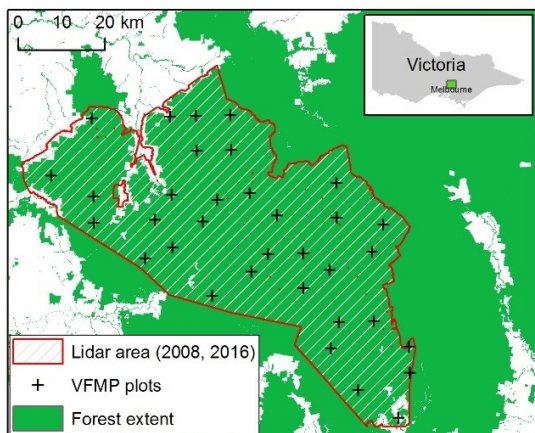 0 10 20 km
Victoria
Melbourne
Lidar area (2008, 2016)
VFMP plots
Forest extent